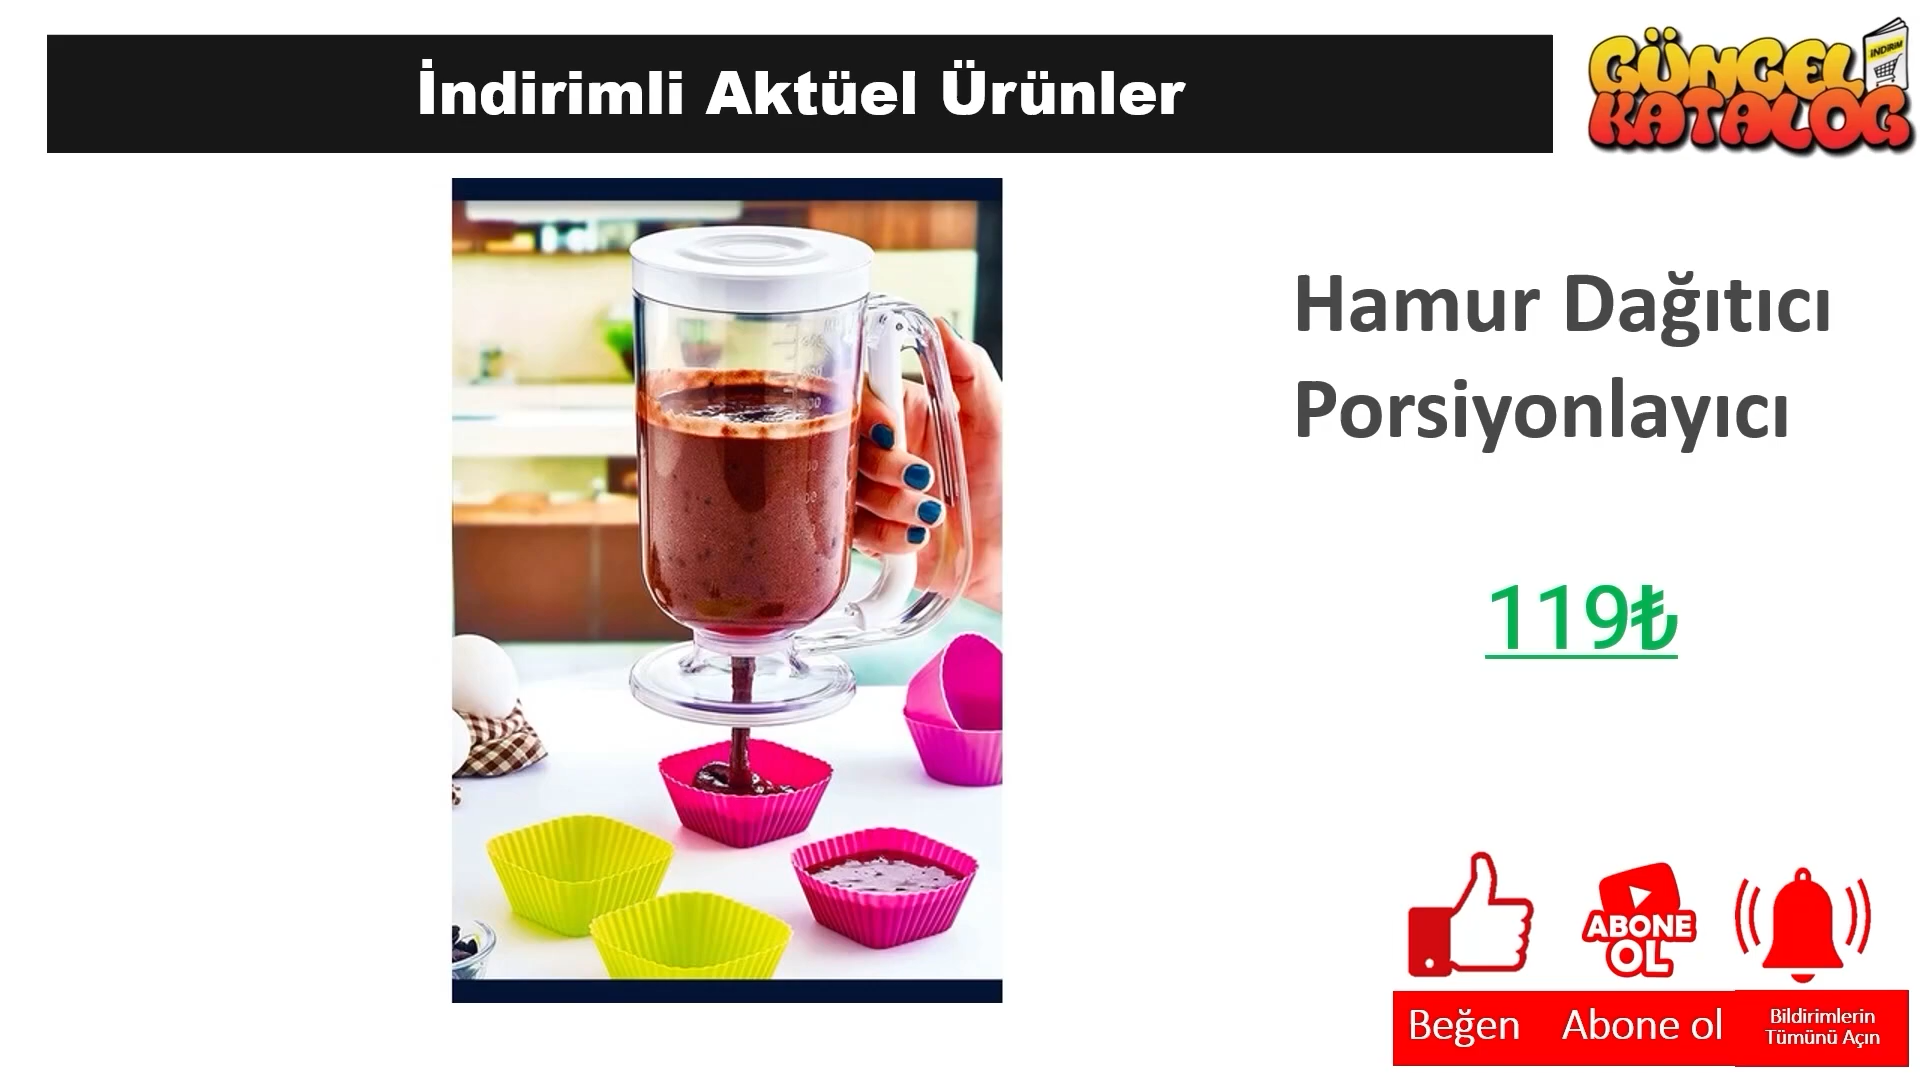 İndirimli Aktüel Ürünler
GÜNCEL
KATALOG
İNDİRİM
Hamur Dağıtıcı
Porsiyonlayıcı
119₺
ABONE
OL
Beğen
Abone ol
Bildirimlerin
Tümünü Açın